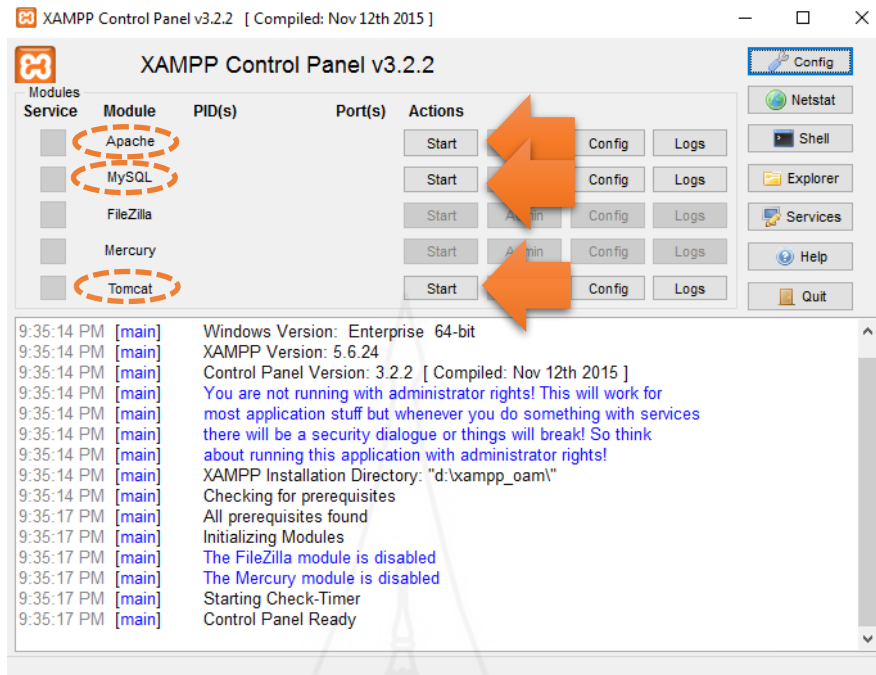 XAMPP Control Panel v3.2.2 [ Compiled: Nov 12th 2015 ]
XAMPP Control Panel v3.2.2
Config
Modules
Service Module PID(s) Port(s) Actions
Netstat
Apache Start Config Logs
Shell
MySQL Start Config Logs
Explorer
FileZilla Start Admin Config Logs
Services
Mercury Start Admin Config Logs
Help
Tomcat Start Config Logs
Quit
9:35:14 PM [main] Windows Version: Enterprise 64-bit
9:35:14 PM [main] XAMPP Version: 5.6.24
9:35:14 PM [main] Control Panel Version: 3.2.2 [ Compiled: Nov 12th 2015 ]
9:35:14 PM [main] You are not running with administrator rights! This will work for
9:35:14 PM [main] most application stuff but whenever you do something with services
9:35:14 PM [main] there will be a security dialogue or things will break! So think
9:35:14 PM [main] about running this application with administrator rights!
9:35:14 PM [main] XAMPP Installation Directory: "d:\xampp_oam\"
9:35:14 PM [main] Checking for prerequisites
9:35:17 PM [main] All prerequisites found
9:35:17 PM [main] Initializing Modules
9:35:17 PM [main] The FileZilla module is disabled
9:35:17 PM [main] The Mercury module is disabled
9:35:17 PM [main] Starting Check-Timer
9:35:17 PM [main] Control Panel Ready